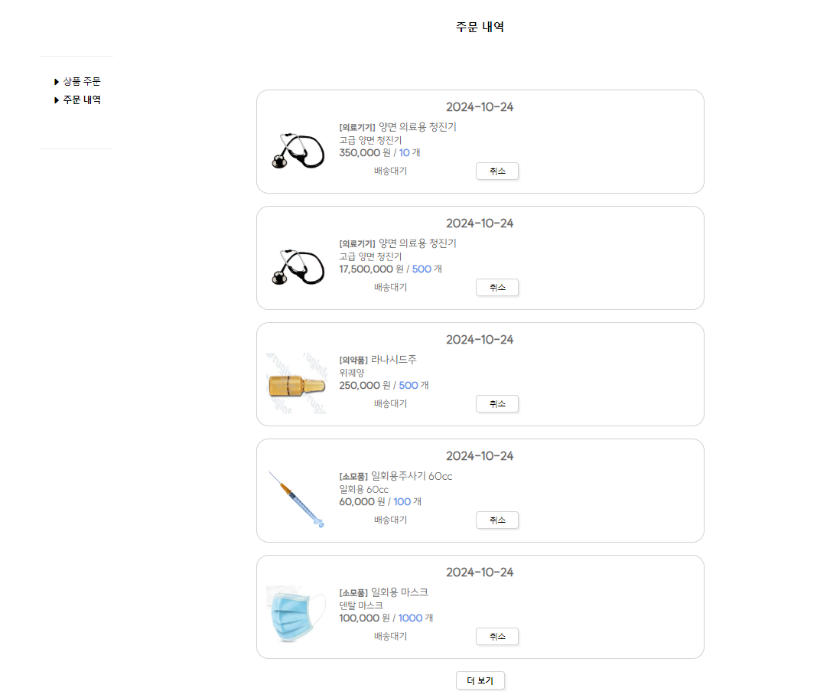 주문 내역
상품 주문
주문 내역
2024-10-24
[의료기기] 양면 의료용 청진기
고급 양면 청진기
350,000 원 / 10 개
배송대기 취소
2024-10-24
[의료기기] 양면 의료용 청진기
고급 양면 청진기
17,500,000 원 / 500 개
배송대기 취소
2024-10-24
[의약품] 라나시드주
위궤양
250,000 원 / 500 개
배송대기 취소
2024-10-24
[소모품] 일회용주사기 60cc
일회용 60cc
60,000 원 / 100 개
배송대기 취소
2024-10-24
[소모품] 일회용 마스크
덴탈 마스크
100,000 원 / 1000 개
배송대기 취소
더 보기